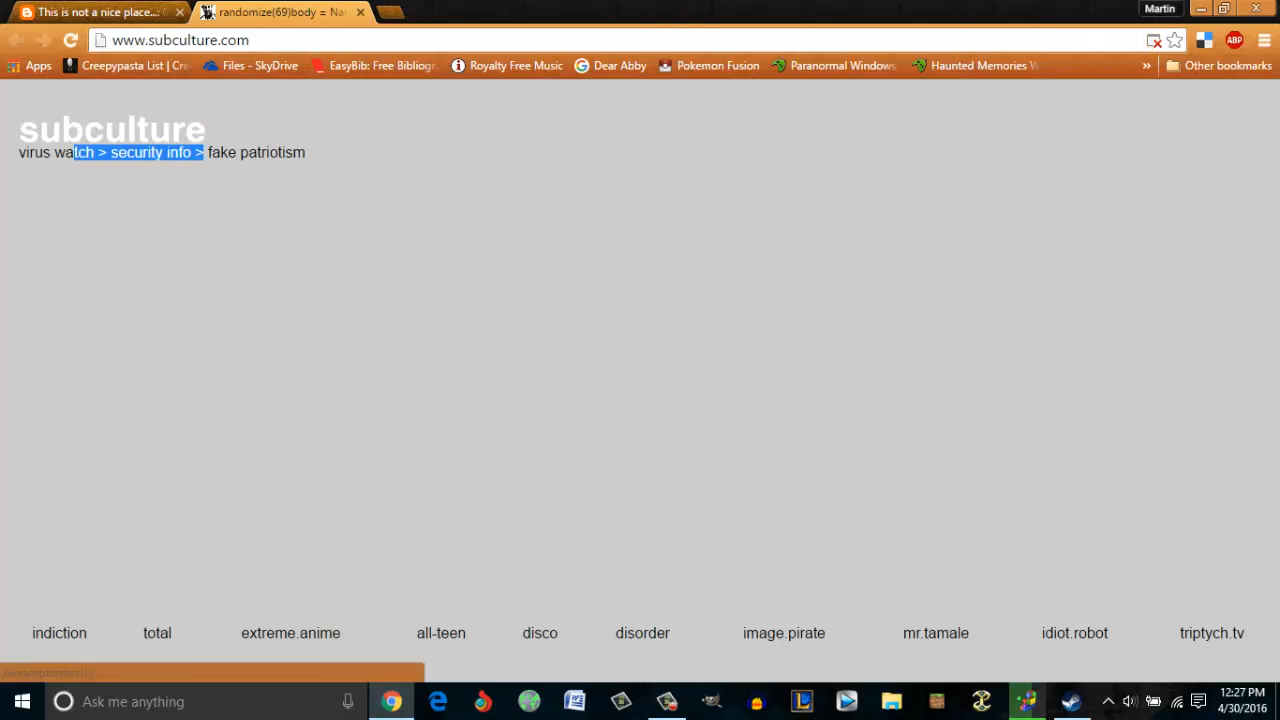 This is not a nice place...:
randomize(69)body = Na
Martin
www.subculture.com
Apps
Creepypasta List | Cre
Files - SkyDrive
EasyBib: Free Bibliogr
Royalty Free Music
Dear Abby
Pokemon Fusion
Paranormal Windows
Haunted Memories W
»
Other bookmarks
ABP
subculture
virus watch > security info > fake patriotism
indiction total extreme.anime all-teen disco disorder image.pirate mr.tamale idiot.robot triptych.tv
Ask me anything
12:27 PM
4/30/2016